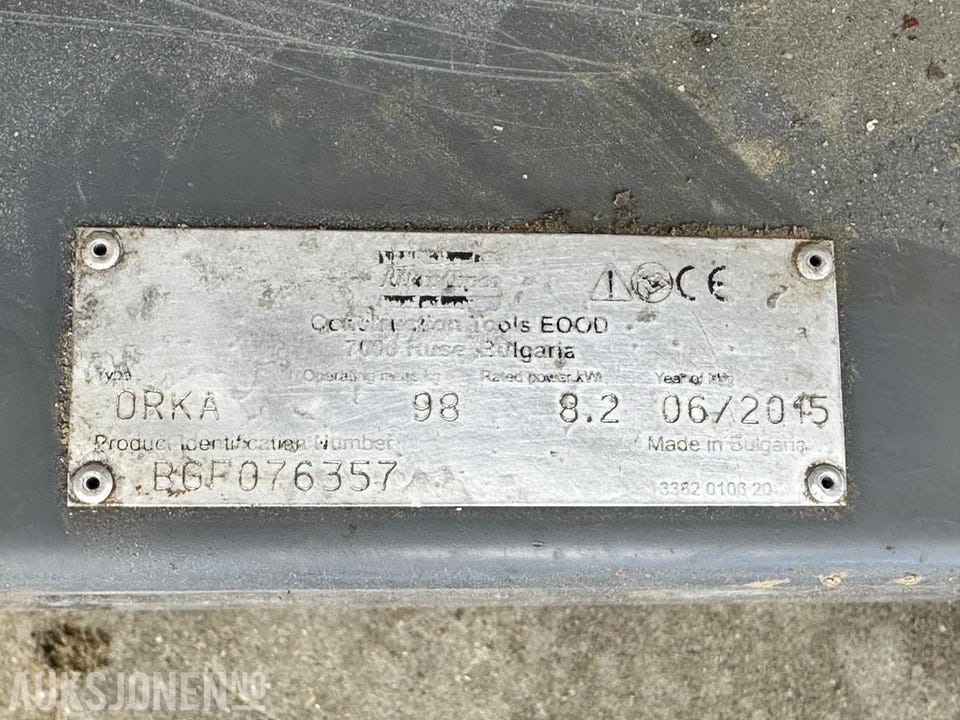 CE
Construction Tools EOOD
7000 Ruse Bulgaria
Type Operating mass kg Rated power kW Year of
ORKA 98 8.2 06/2015
Product Identification Number Made in Bulgaria
BGF076357
3382 0106 20
AUKSJONEN.NO